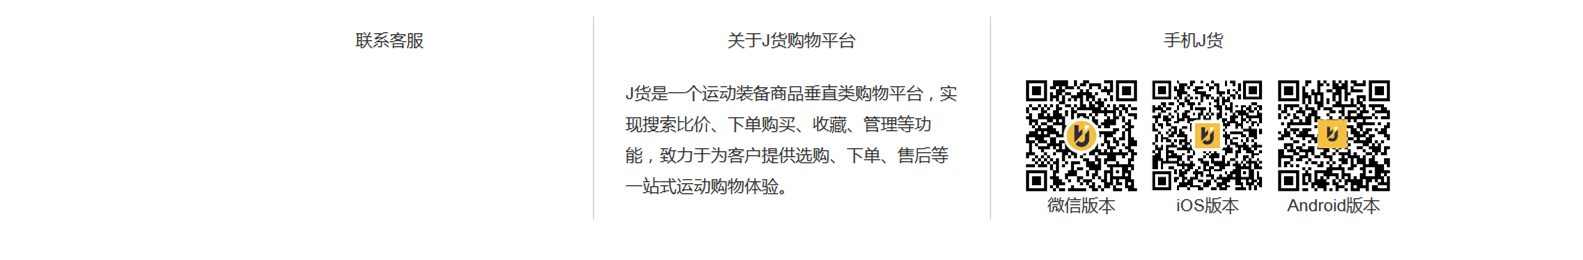 联系客服
关于J货购物平台
J货是一个运动装备商品垂直类购物平台，实
现搜索比价、下单购买、收藏、管理等功
能，致力于为客户提供选购、下单、售后等
一站式运动购物体验。
手机J货
微信版本
iOS版本
Android版本